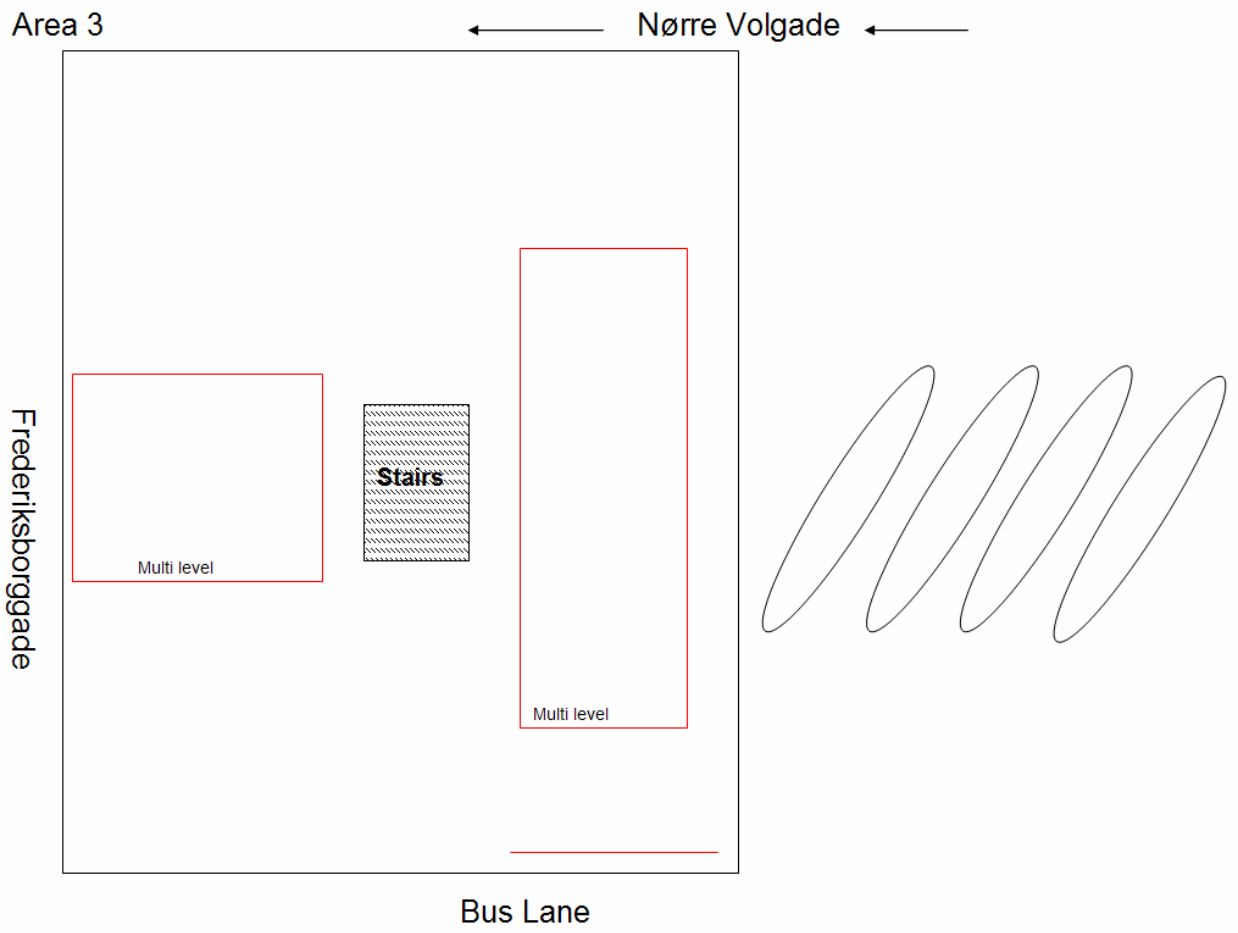 Area 3
Nørre Volgade
Frederiksborggade
Stairs
Multi level
Multi level
Bus Lane